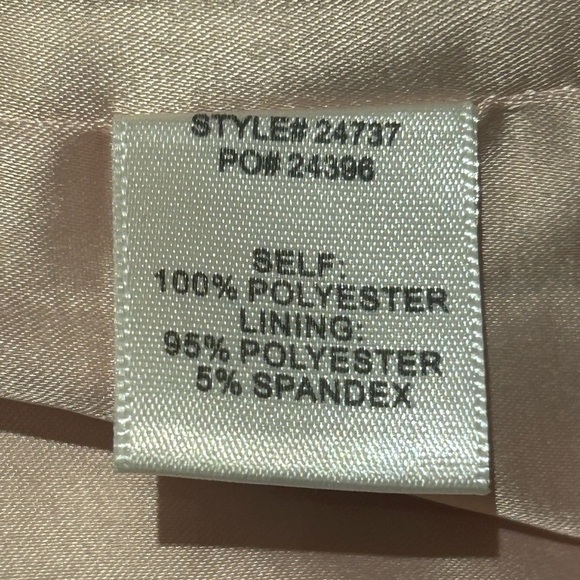 STYLE# 24737
PO# 24396
SELF:
100% POLYESTER
LINING:
95% POLYESTER
5% SPANDEX